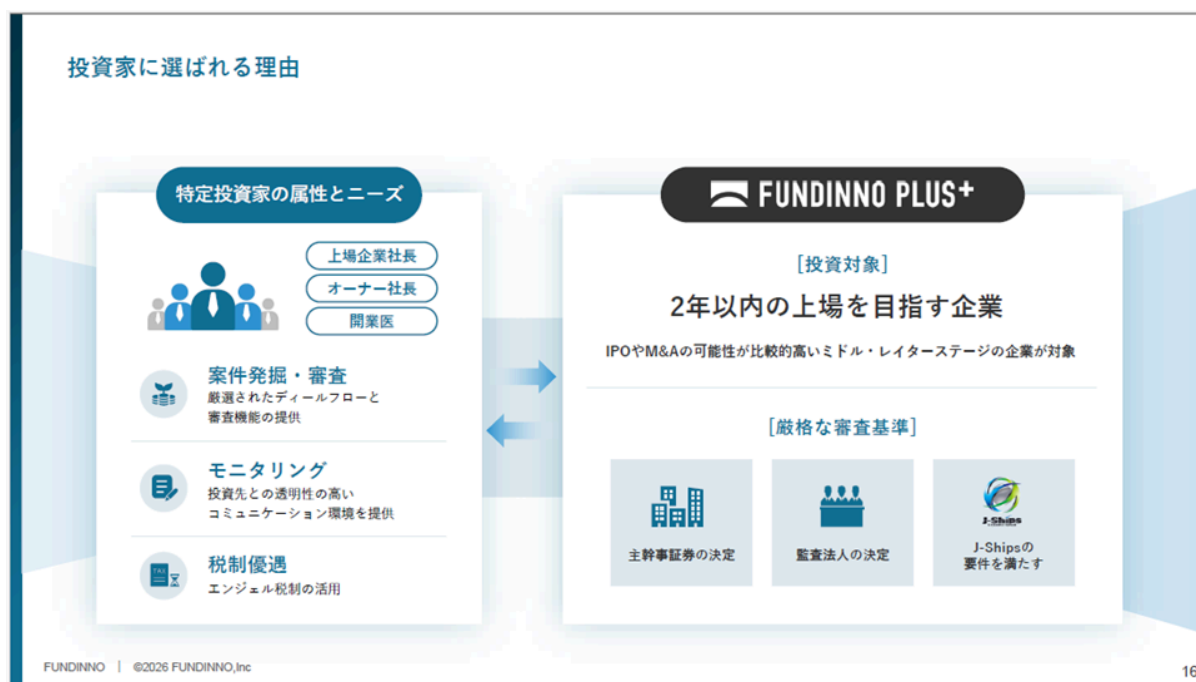 投資家に選ばれる理由
特定投資家の属性とニーズ
上場企業社長
オーナー社長
開業医
案件発掘・審査
厳選されたディールフローと
審査機能の提供
モニタリング
投資先との透明性の高い
コミュニケーション環境を提供
TAX
税制優遇
エンジェル税制の活用
FUNDINNO PLUS+
[投資対象]
2年以内の上場を目指す企業
IPOやM&Aの可能性が比較的高いミドル・レイターステージの企業が対象
[厳格な審査基準]
主幹事証券の決定
監査法人の決定
J-Ships
J-Shipsの
要件を満たす
FUNDINNO | ©2026 FUNDINNO,Inc
16